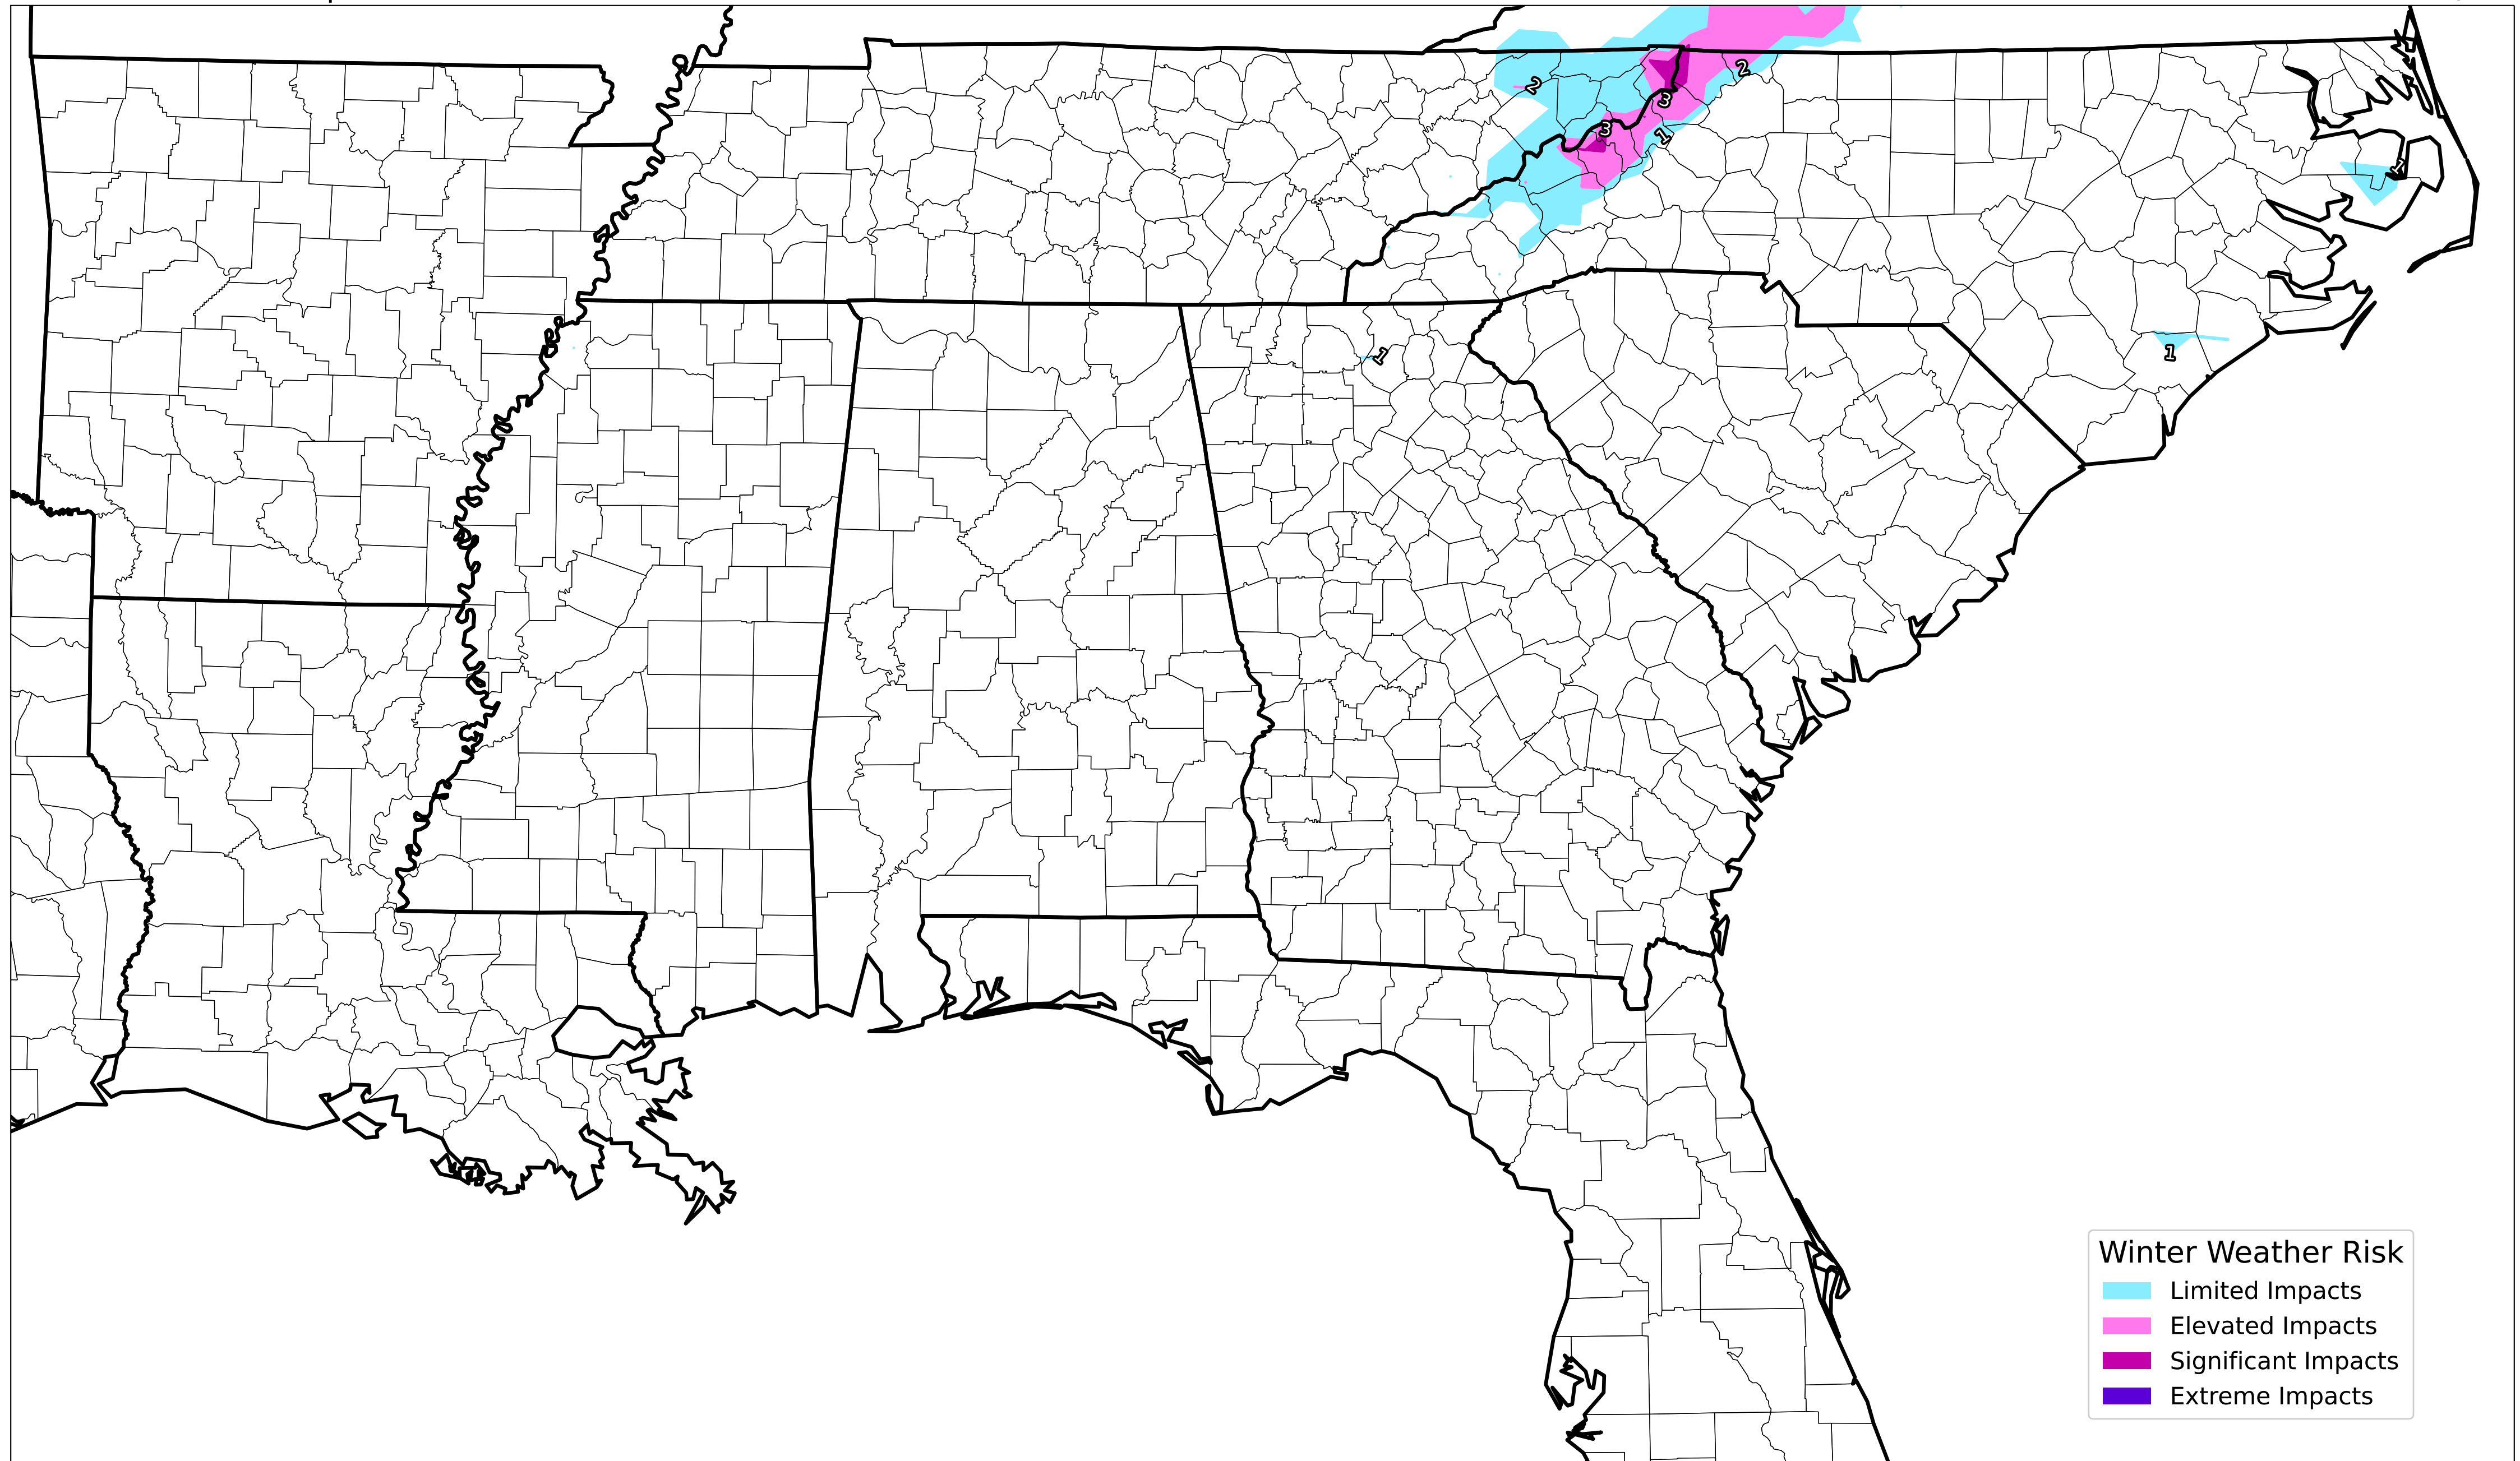 2
2
3
3
1
1
1
1
Winter Weather Risk
Limited Impacts
Elevated Impacts
Significant Impacts
Extreme Impacts